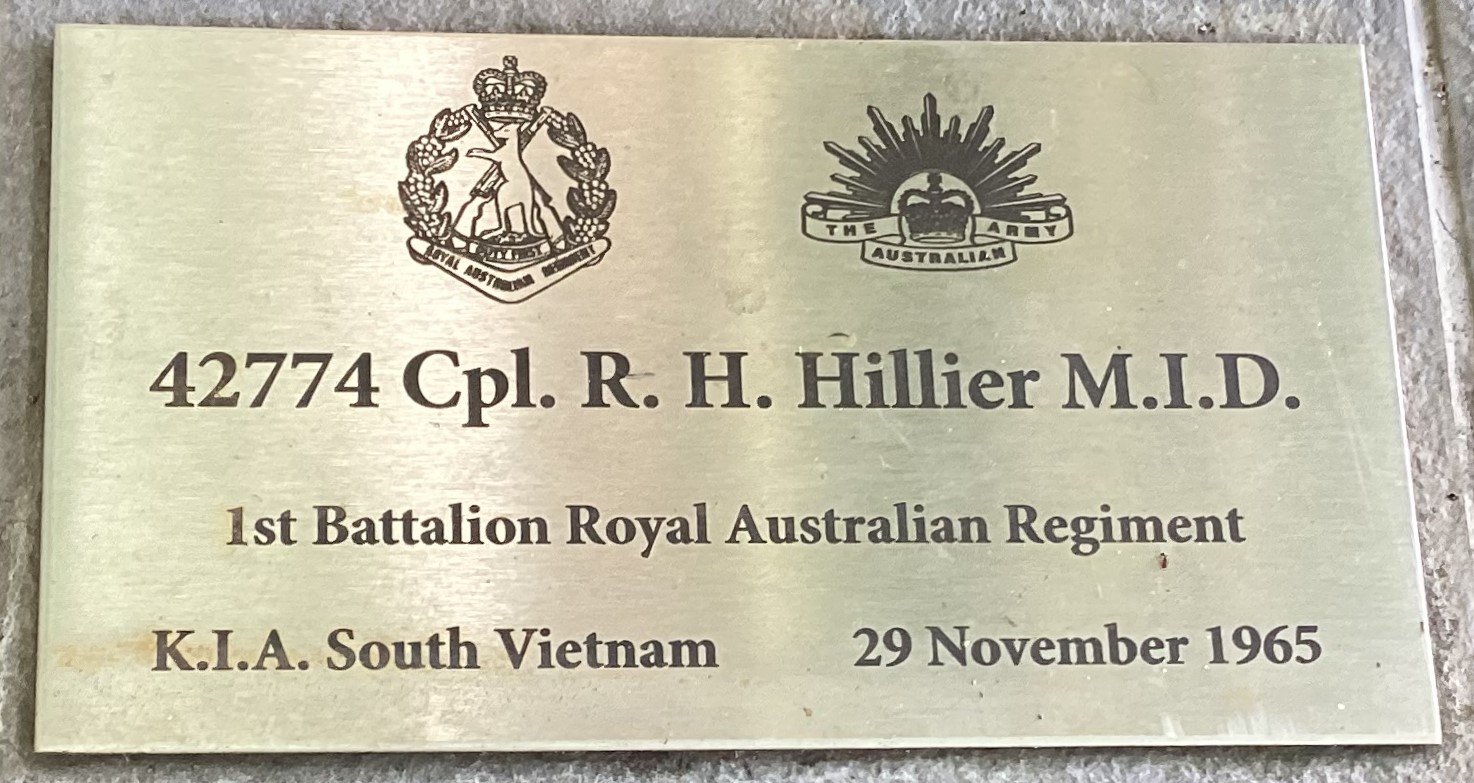 DUTY FIRST
ROYAL AUSTRALIAN REGIMENT
THE ARMY
AUSTRALIAN
42774 Cpl. R. H. Hillier M.I.D.
1st Battalion Royal Australian Regiment
K.I.A. South Vietnam 29 November 1965